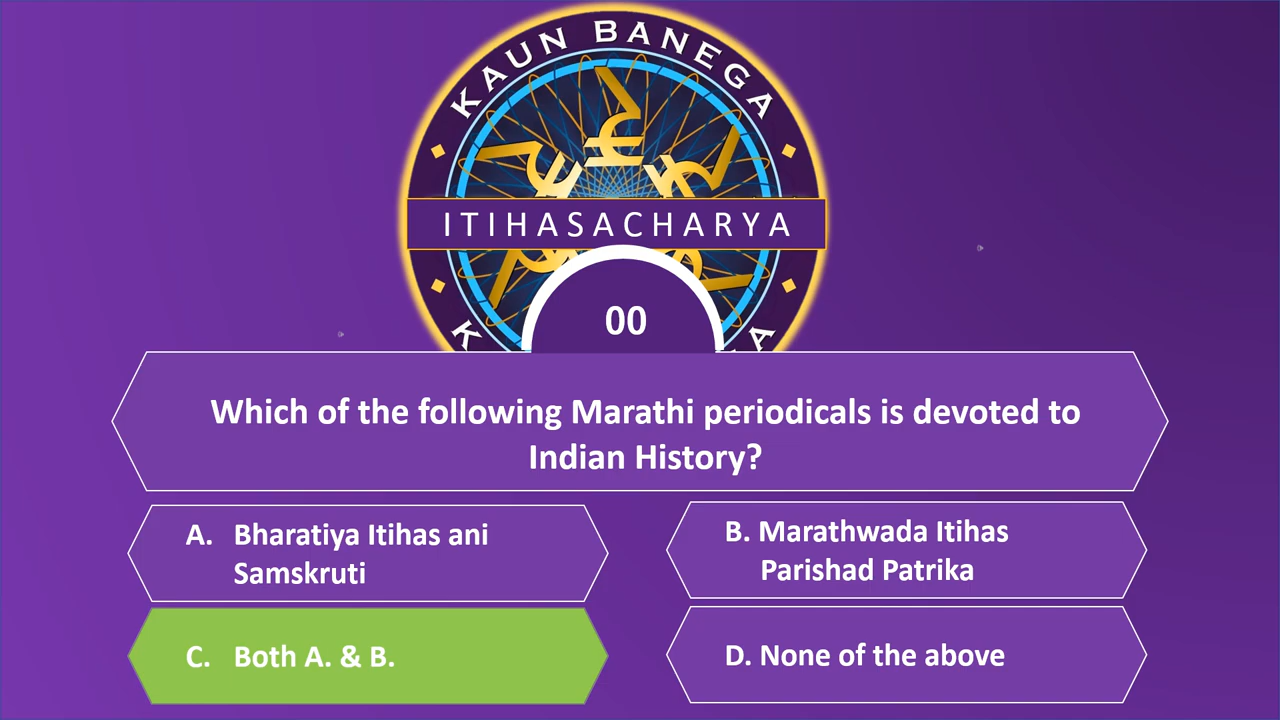 KAUN BANEGA
ITIHASACHARYA
00
Which of the following Marathi periodicals is devoted to
Indian History?
A. Bharatiya Itihas ani
Samskruti
B. Marathwada Itihas
Parishad Patrika
C. Both A. & B.
D. None of the above